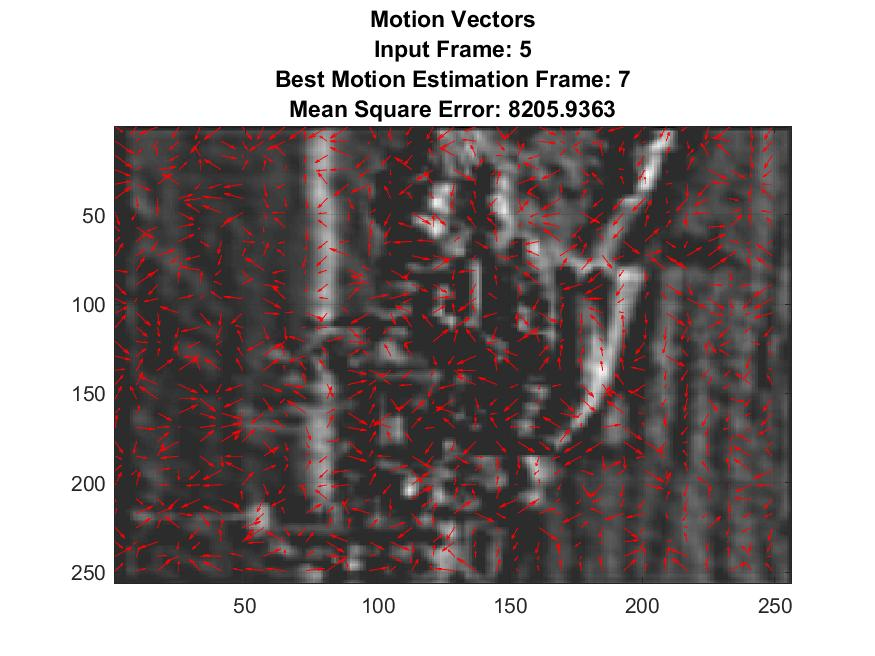 Motion Vectors
Input Frame: 5
Best Motion Estimation Frame: 7
Mean Square Error: 8205.9363
50
100
150
200
250
50 100 150 200 250